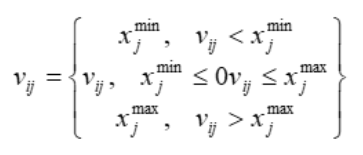 x_j^min, v_ij < x_j^min
v_ij = { v_ij, x_j^min ≤ 0v_ij ≤ x_j^max }
x_j^max, v_ij > x_j^max